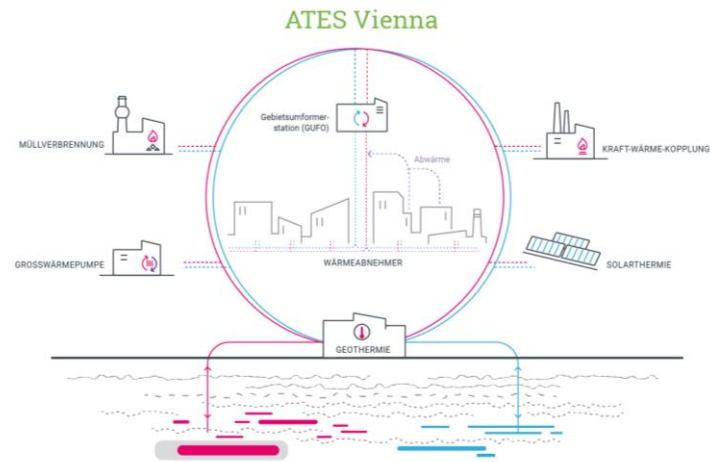 ATES Vienna
Gebietsumformer-
station (GUFO)
MÜLLVERBRENNUNG
KRAFT-WÄRME-KOPPLUNG
Abwärme
GROSSWÄRMEPUMPE
WÄRMEABNEHMER
SOLARTHERMIE
GEOTHERMIE